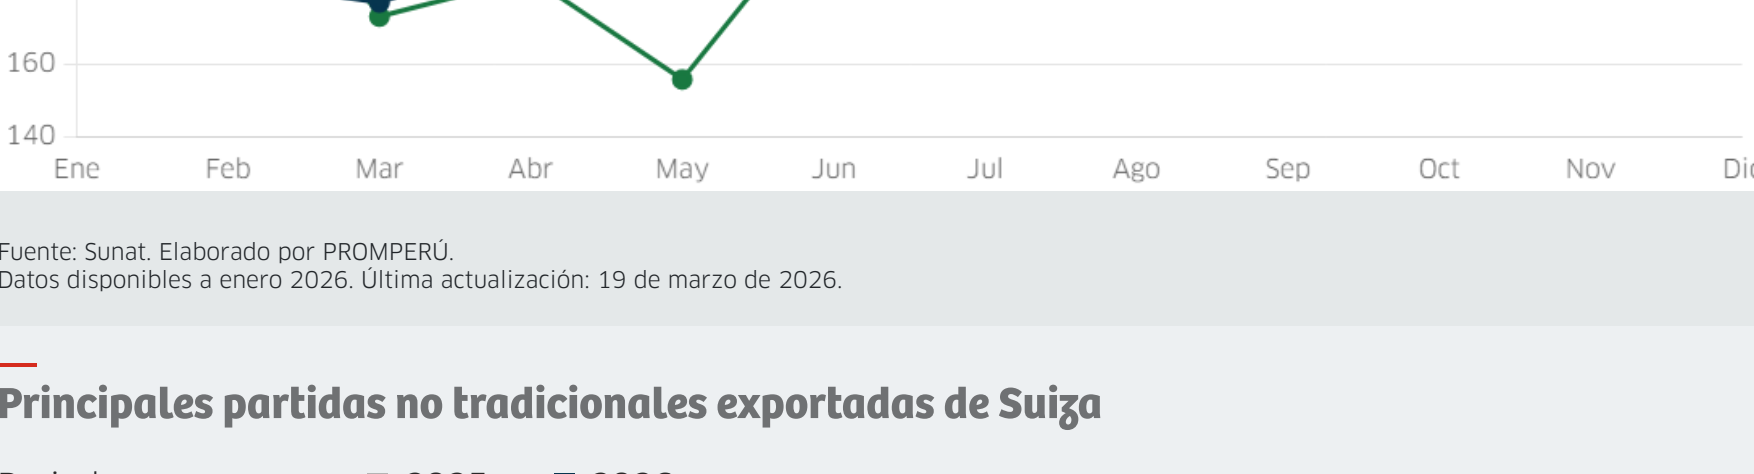 160
140
Ene Feb Mar Abr May Jun Jul Ago Sep Oct Nov
Fuente: Sunat. Elaborado por PROMPERÚ.
Datos disponibles a enero 2026. Última actualización: 19 de marzo de 2026.
Principales partidas no tradicionales exportadas de Suiza